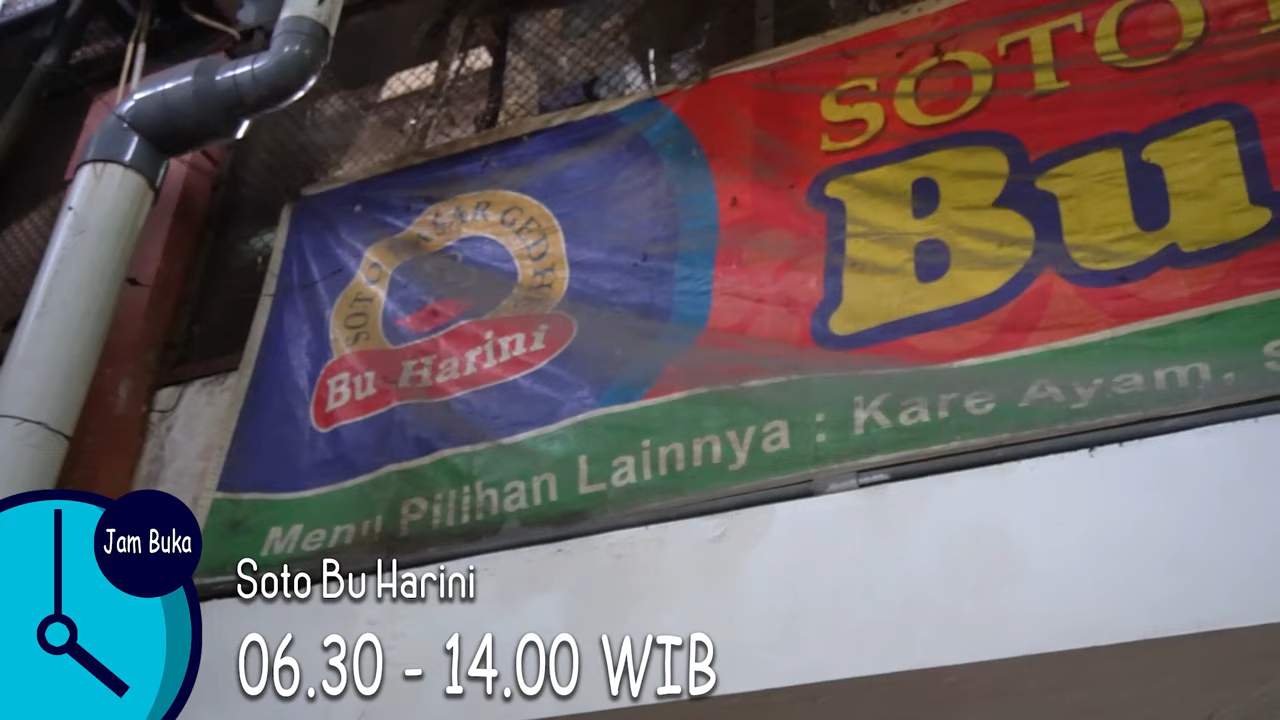 SOTO
Bu
SOTO PASAR GEDHE
Bu Harini
Menu Pilihan Lainnya : Kare Ayam, S
Jam Buka
Soto Bu Harini
06.30 - 14.00 WIB